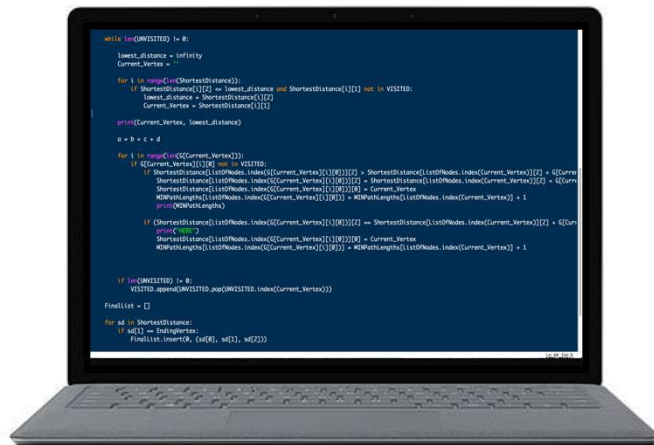 while len(UNVISITED) != 0:
lowest_distance = infinity
Current_Vertex = ''
for i in range(len(ShortestDistance)):
if ShortestDistance[i][2] <= lowest_distance and ShortestDistance[i][1] not in VISITED:
lowest_distance = ShortestDistance[i][2]
Current_Vertex = ShortestDistance[i][1]
print(Current_Vertex, lowest_distance)
a = b + c + d
for i in range(len(G[Current_Vertex])):
if G[Current_Vertex][i][0] not in VISITED:
if ShortestDistance[ListOfNodes.index(G[Current_Vertex][i][0])][2] > ShortestDistance[ListOfNodes.index(Current_Vertex)][2] + G[Curre
ShortestDistance[ListOfNodes.index(G[Current_Vertex][i][0])][2] = ShortestDistance[ListOfNodes.index(Current_Vertex)][2] + G[Curr
ShortestDistance[ListOfNodes.index(G[Current_Vertex][i][0])][0] = Current_Vertex
MINPathLengths[ListOfNodes.index(G[Current_Vertex][i][0])] = MINPathLengths[ListOfNodes.index(Current_Vertex)] + 1
print(MINPathLengths)
if (ShortestDistance[ListOfNodes.index(G[Current_Vertex][i][0])][2] == ShortestDistance[ListOfNodes.index(Current_Vertex)][2] + G[Cur
print("HERE")
ShortestDistance[ListOfNodes.index(G[Current_Vertex][i][0])][0] = Current_Vertex
MINPathLengths[ListOfNodes.index(G[Current_Vertex][i][0])] = MINPathLengths[ListOfNodes.index(Current_Vertex)] + 1
if len(UNVISITED) != 0:
VISITED.append(UNVISITED.pop(UNVISITED.index(Current_Vertex)))
FinalList = []
for sd in ShortestDistance:
if sd[1] == EndingVertex:
FinalList.insert(0, (sd[0], sd[1], sd[2]))